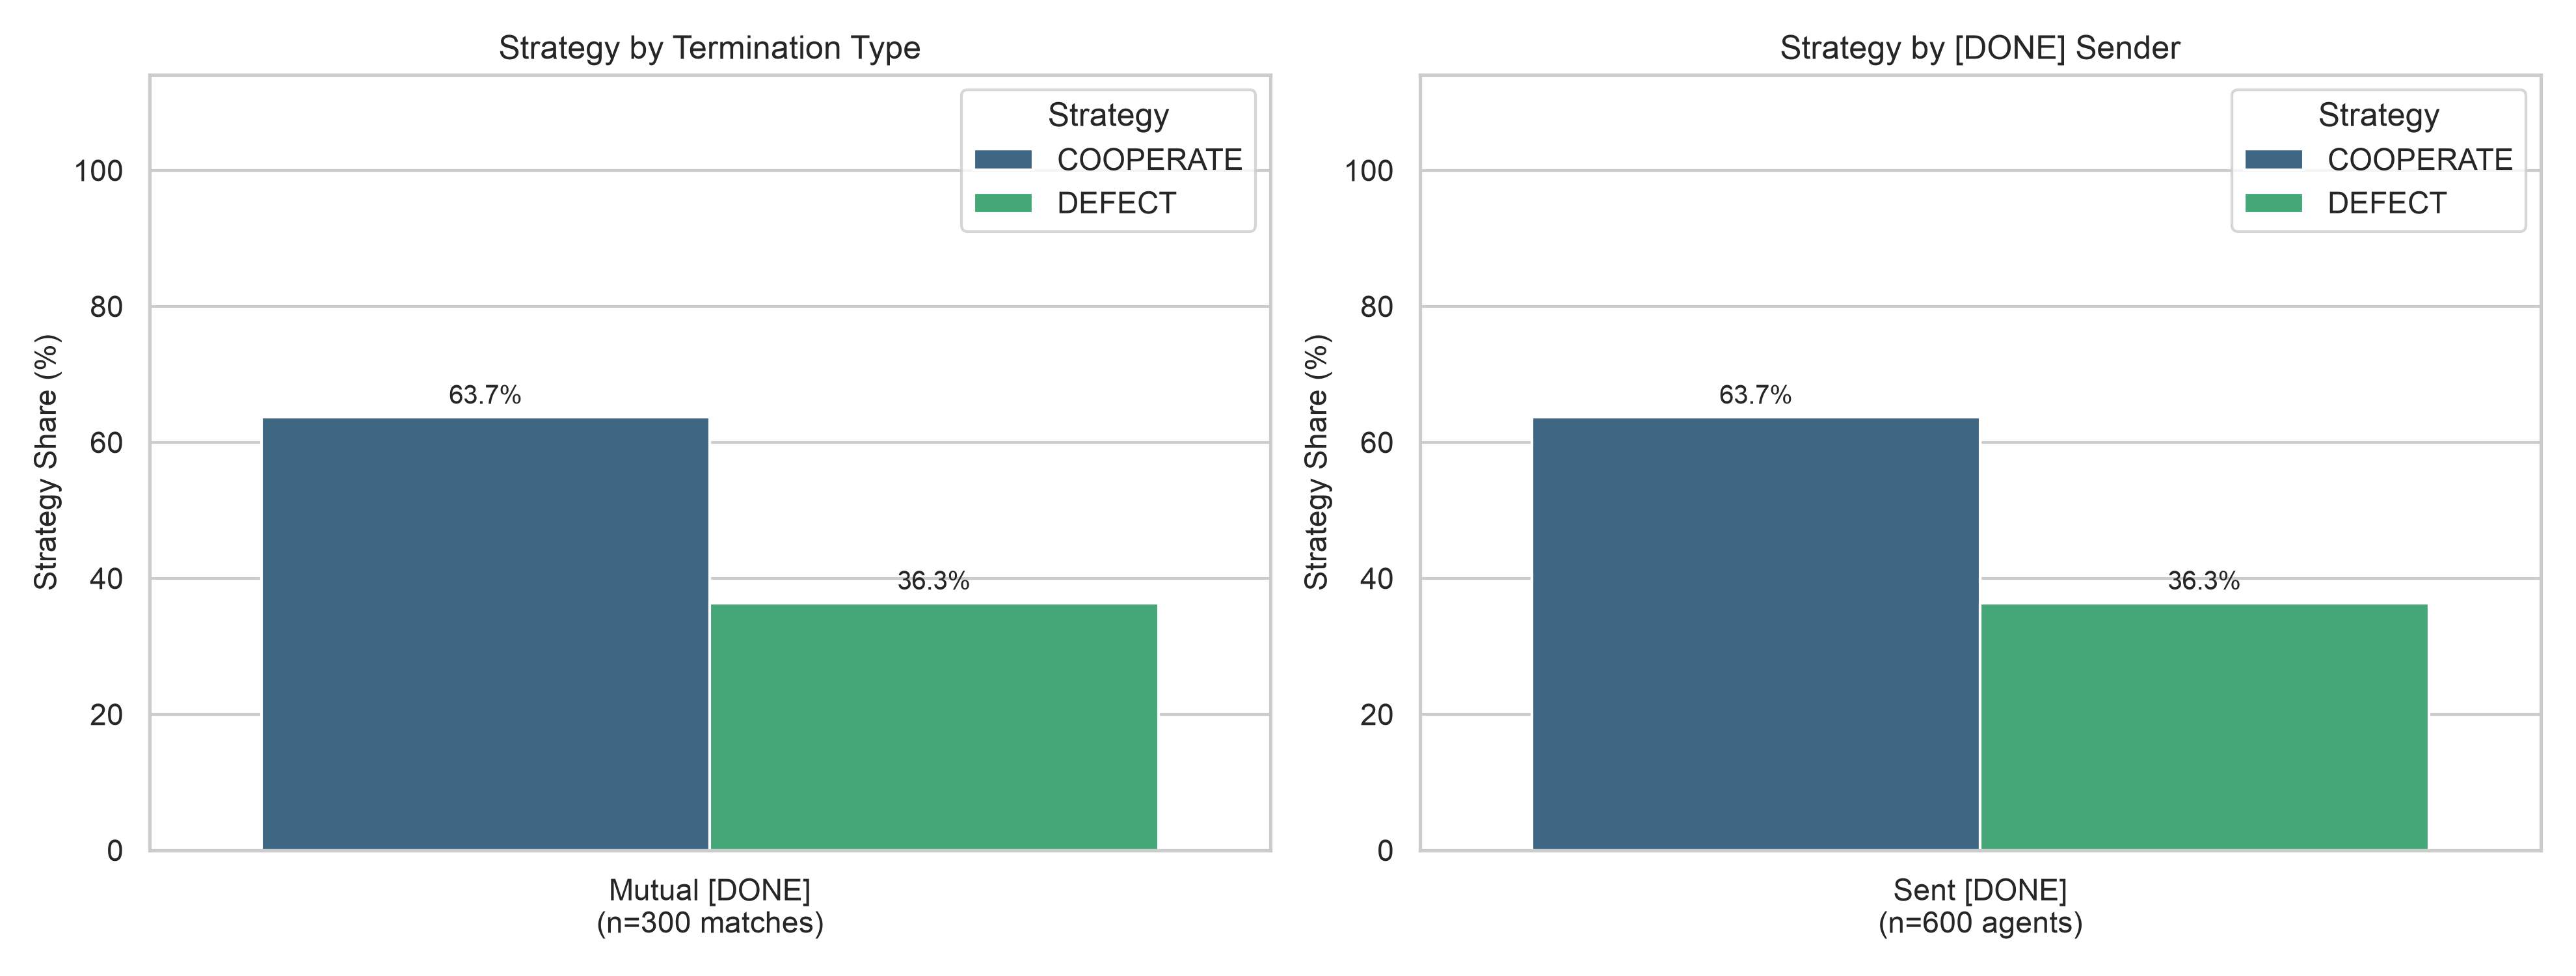 Strategy by Termination Type
Strategy
COOPERATE
DEFECT
100
80
60
40
20
0
Strategy Share (%)
63.7%
36.3%
Mutual [DONE]
(n=300 matches)
Strategy by [DONE] Sender
Strategy
COOPERATE
DEFECT
100
80
60
40
20
0
Strategy Share (%)
63.7%
36.3%
Sent [DONE]
(n=600 agents)